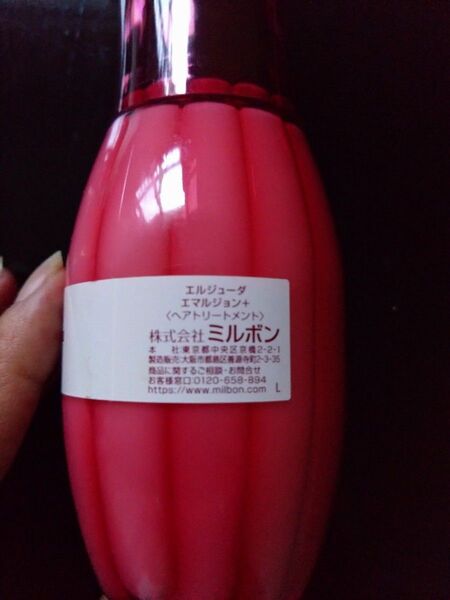 エルジューダ
エマルジョン+
〈ヘアトリートメント〉
株式会社 ミルボン
本 社:東京都中央区京橋2-2-1
製造販売:大阪市都島区善源寺町2-3-35
商品に関するご相談・お問合せ
お客様窓口:0120-658-894
https://www.milbon.com L